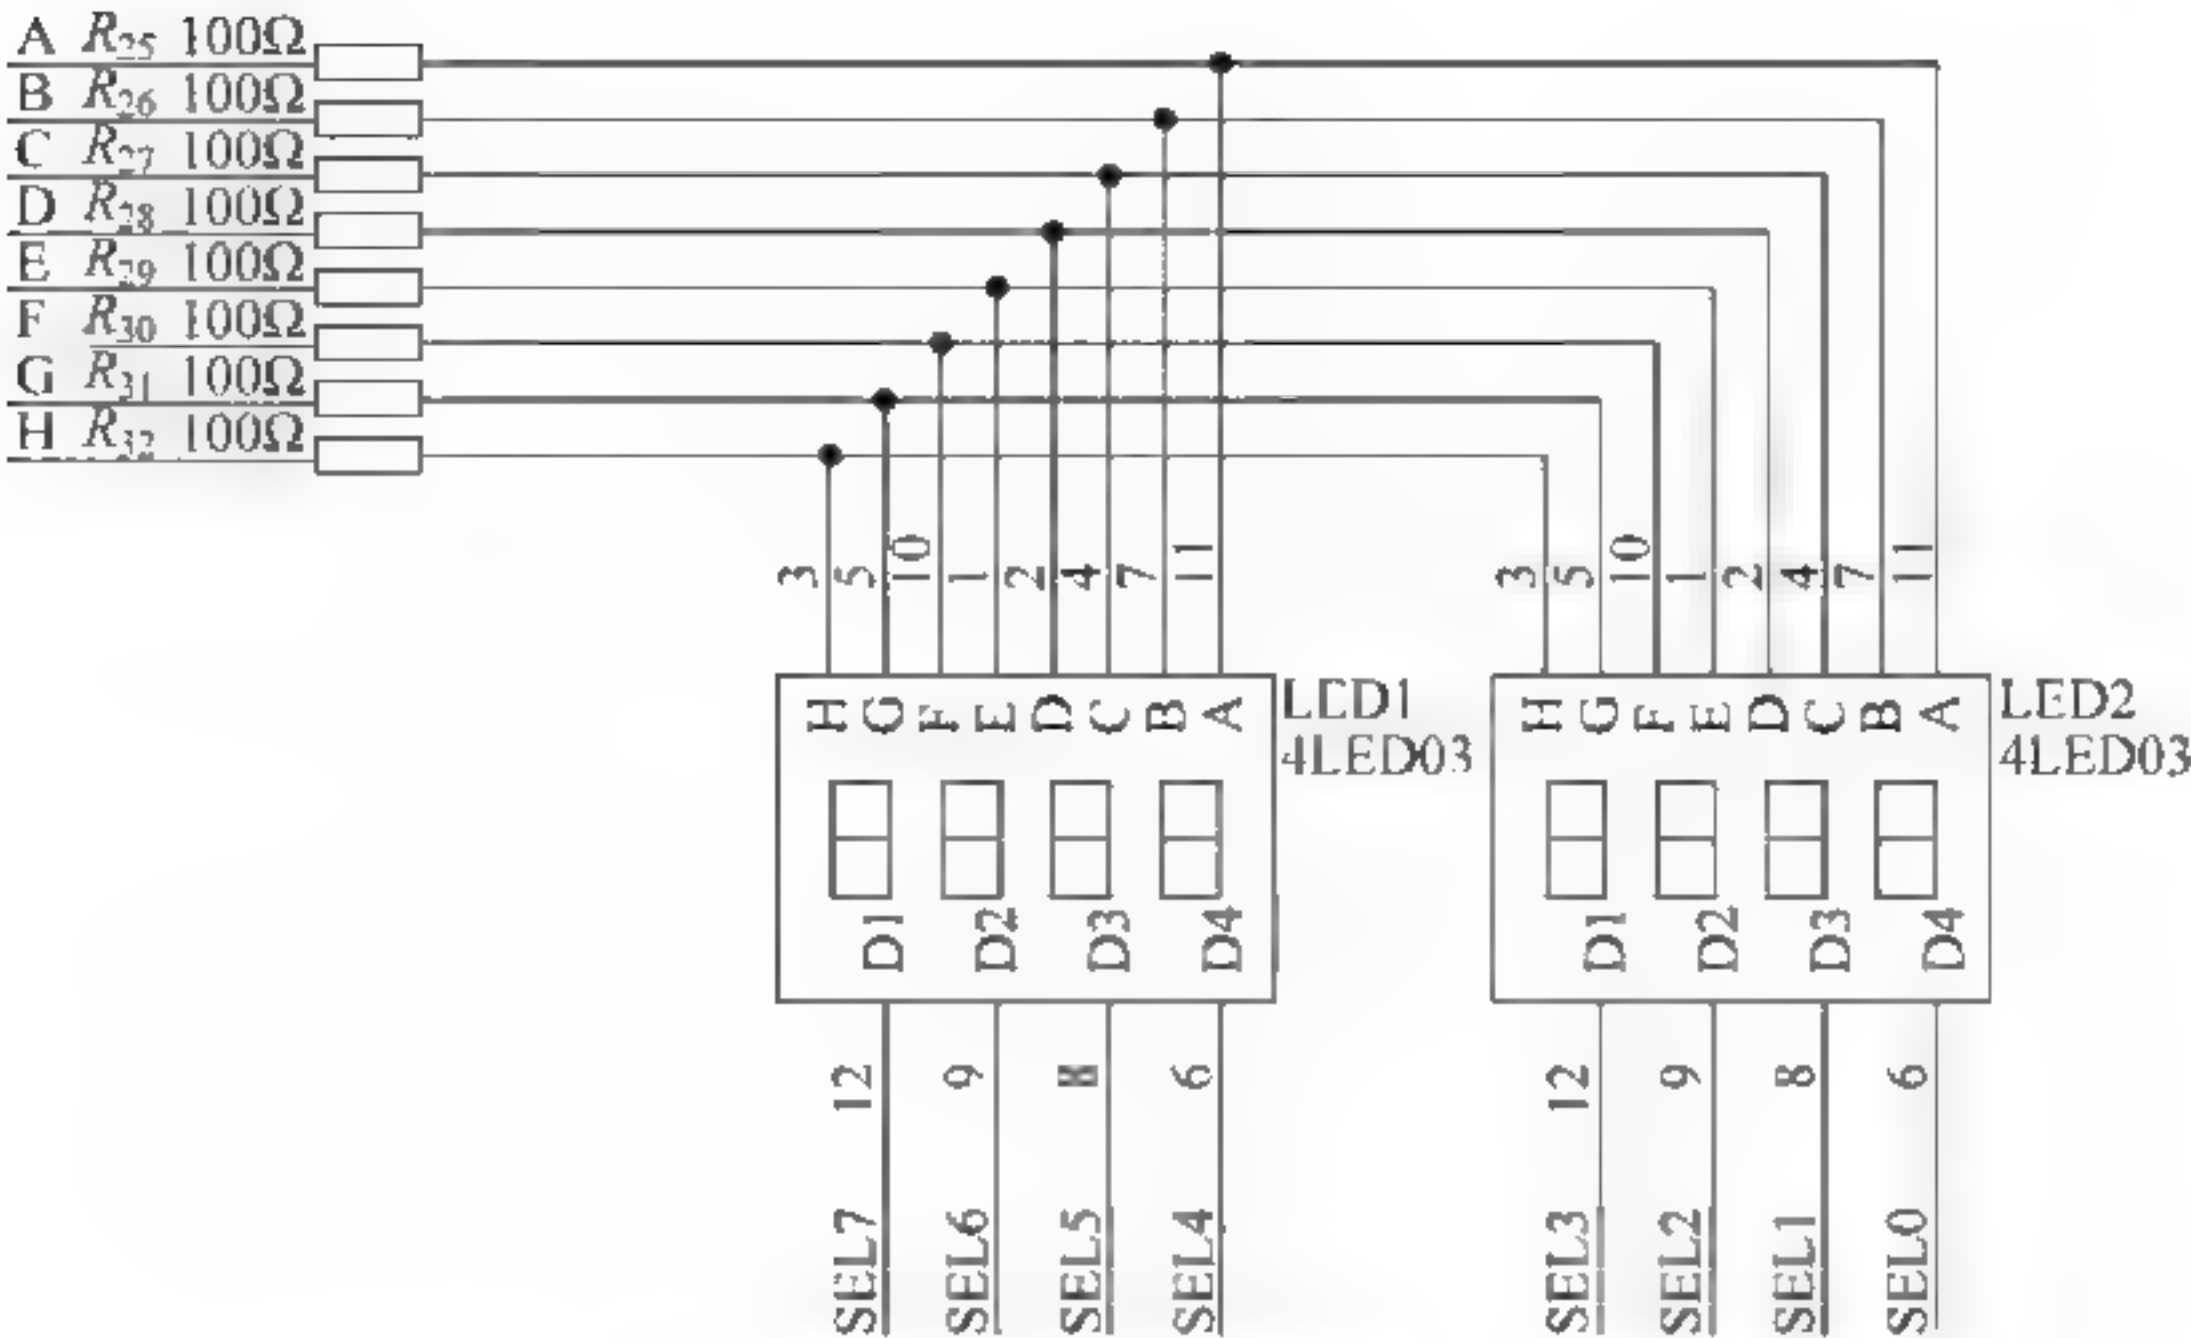 A R25 100Ω
B R26 100Ω
C R27 100Ω
D R28 100Ω
E R29 100Ω
F R30 100Ω
G R31 100Ω
H R32 100Ω
3 5 10 1 2 4 7 11
3 5 10 1 2 4 7 11
H G F E D C B A
LED1
4LED03
H G F E D C B A
LED2
4LED03
D1 D2 D3 D4
D1 D2 D3 D4
12 9 8 6
12 9 8 6
SEL7 SEL6 SEL5 SEL4
SEL3 SEL2 SEL1 SEL0